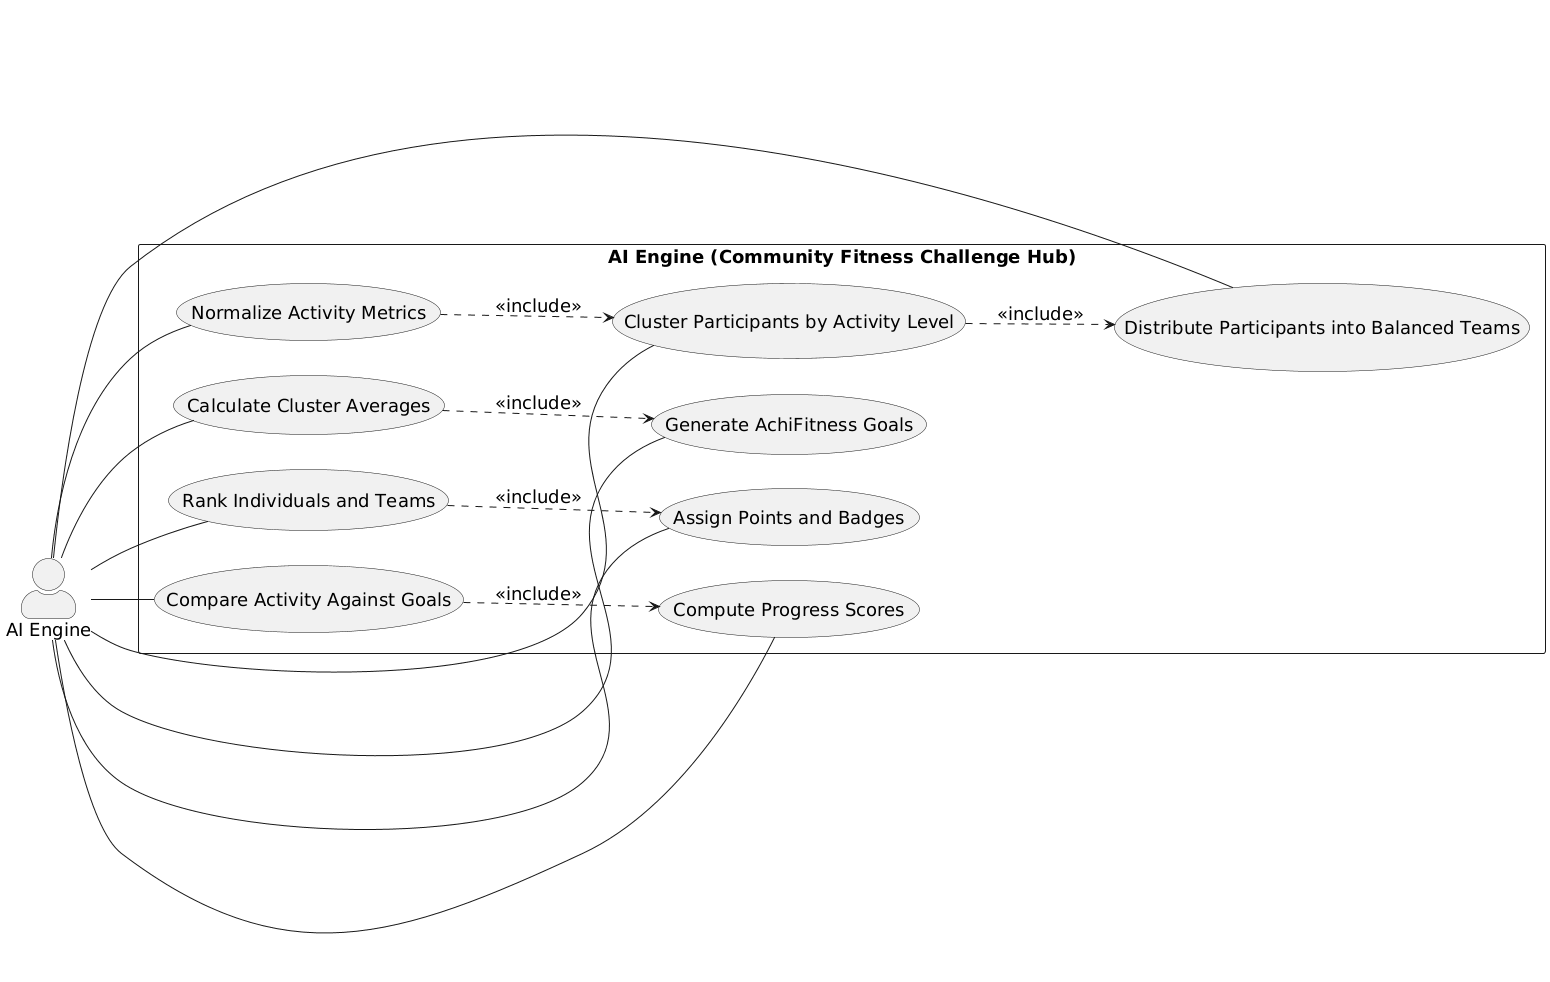 AI Engine (Community Fitness Challenge Hub)
Normalize Activity Metrics
«include»
Cluster Participants by Activity Level
«include»
Distribute Participants into Balanced Teams
Calculate Cluster Averages
«include»
Generate AchiFitness Goals
Rank Individuals and Teams
«include»
Assign Points and Badges
Compare Activity Against Goals
«include»
Compute Progress Scores
AI Engine